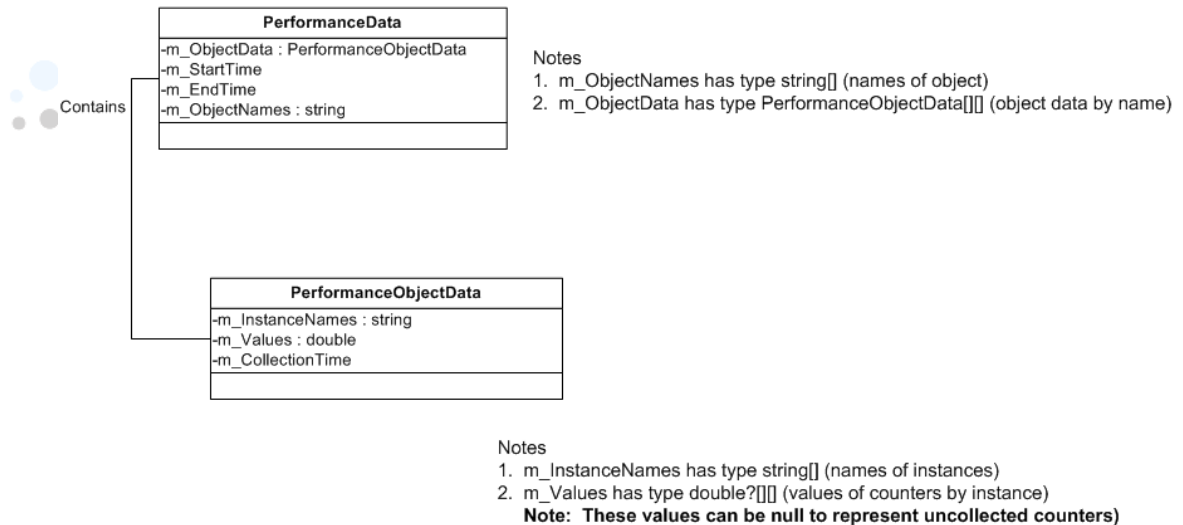 PerformanceData
-m_ObjectData : PerformanceObjectData
-m_StartTime
-m_EndTime
-m_ObjectNames : string
Contains
Notes
1. m_ObjectNames has type string[] (names of object)
2. m_ObjectData has type PerformanceObjectData[][] (object data by name)
PerformanceObjectData
-m_InstanceNames : string
-m_Values : double
-m_CollectionTime
Notes
1. m_InstanceNames has type string[] (names of instances)
2. m_Values has type double?[][] (values of counters by instance)
Note: These values can be null to represent uncollected counters)